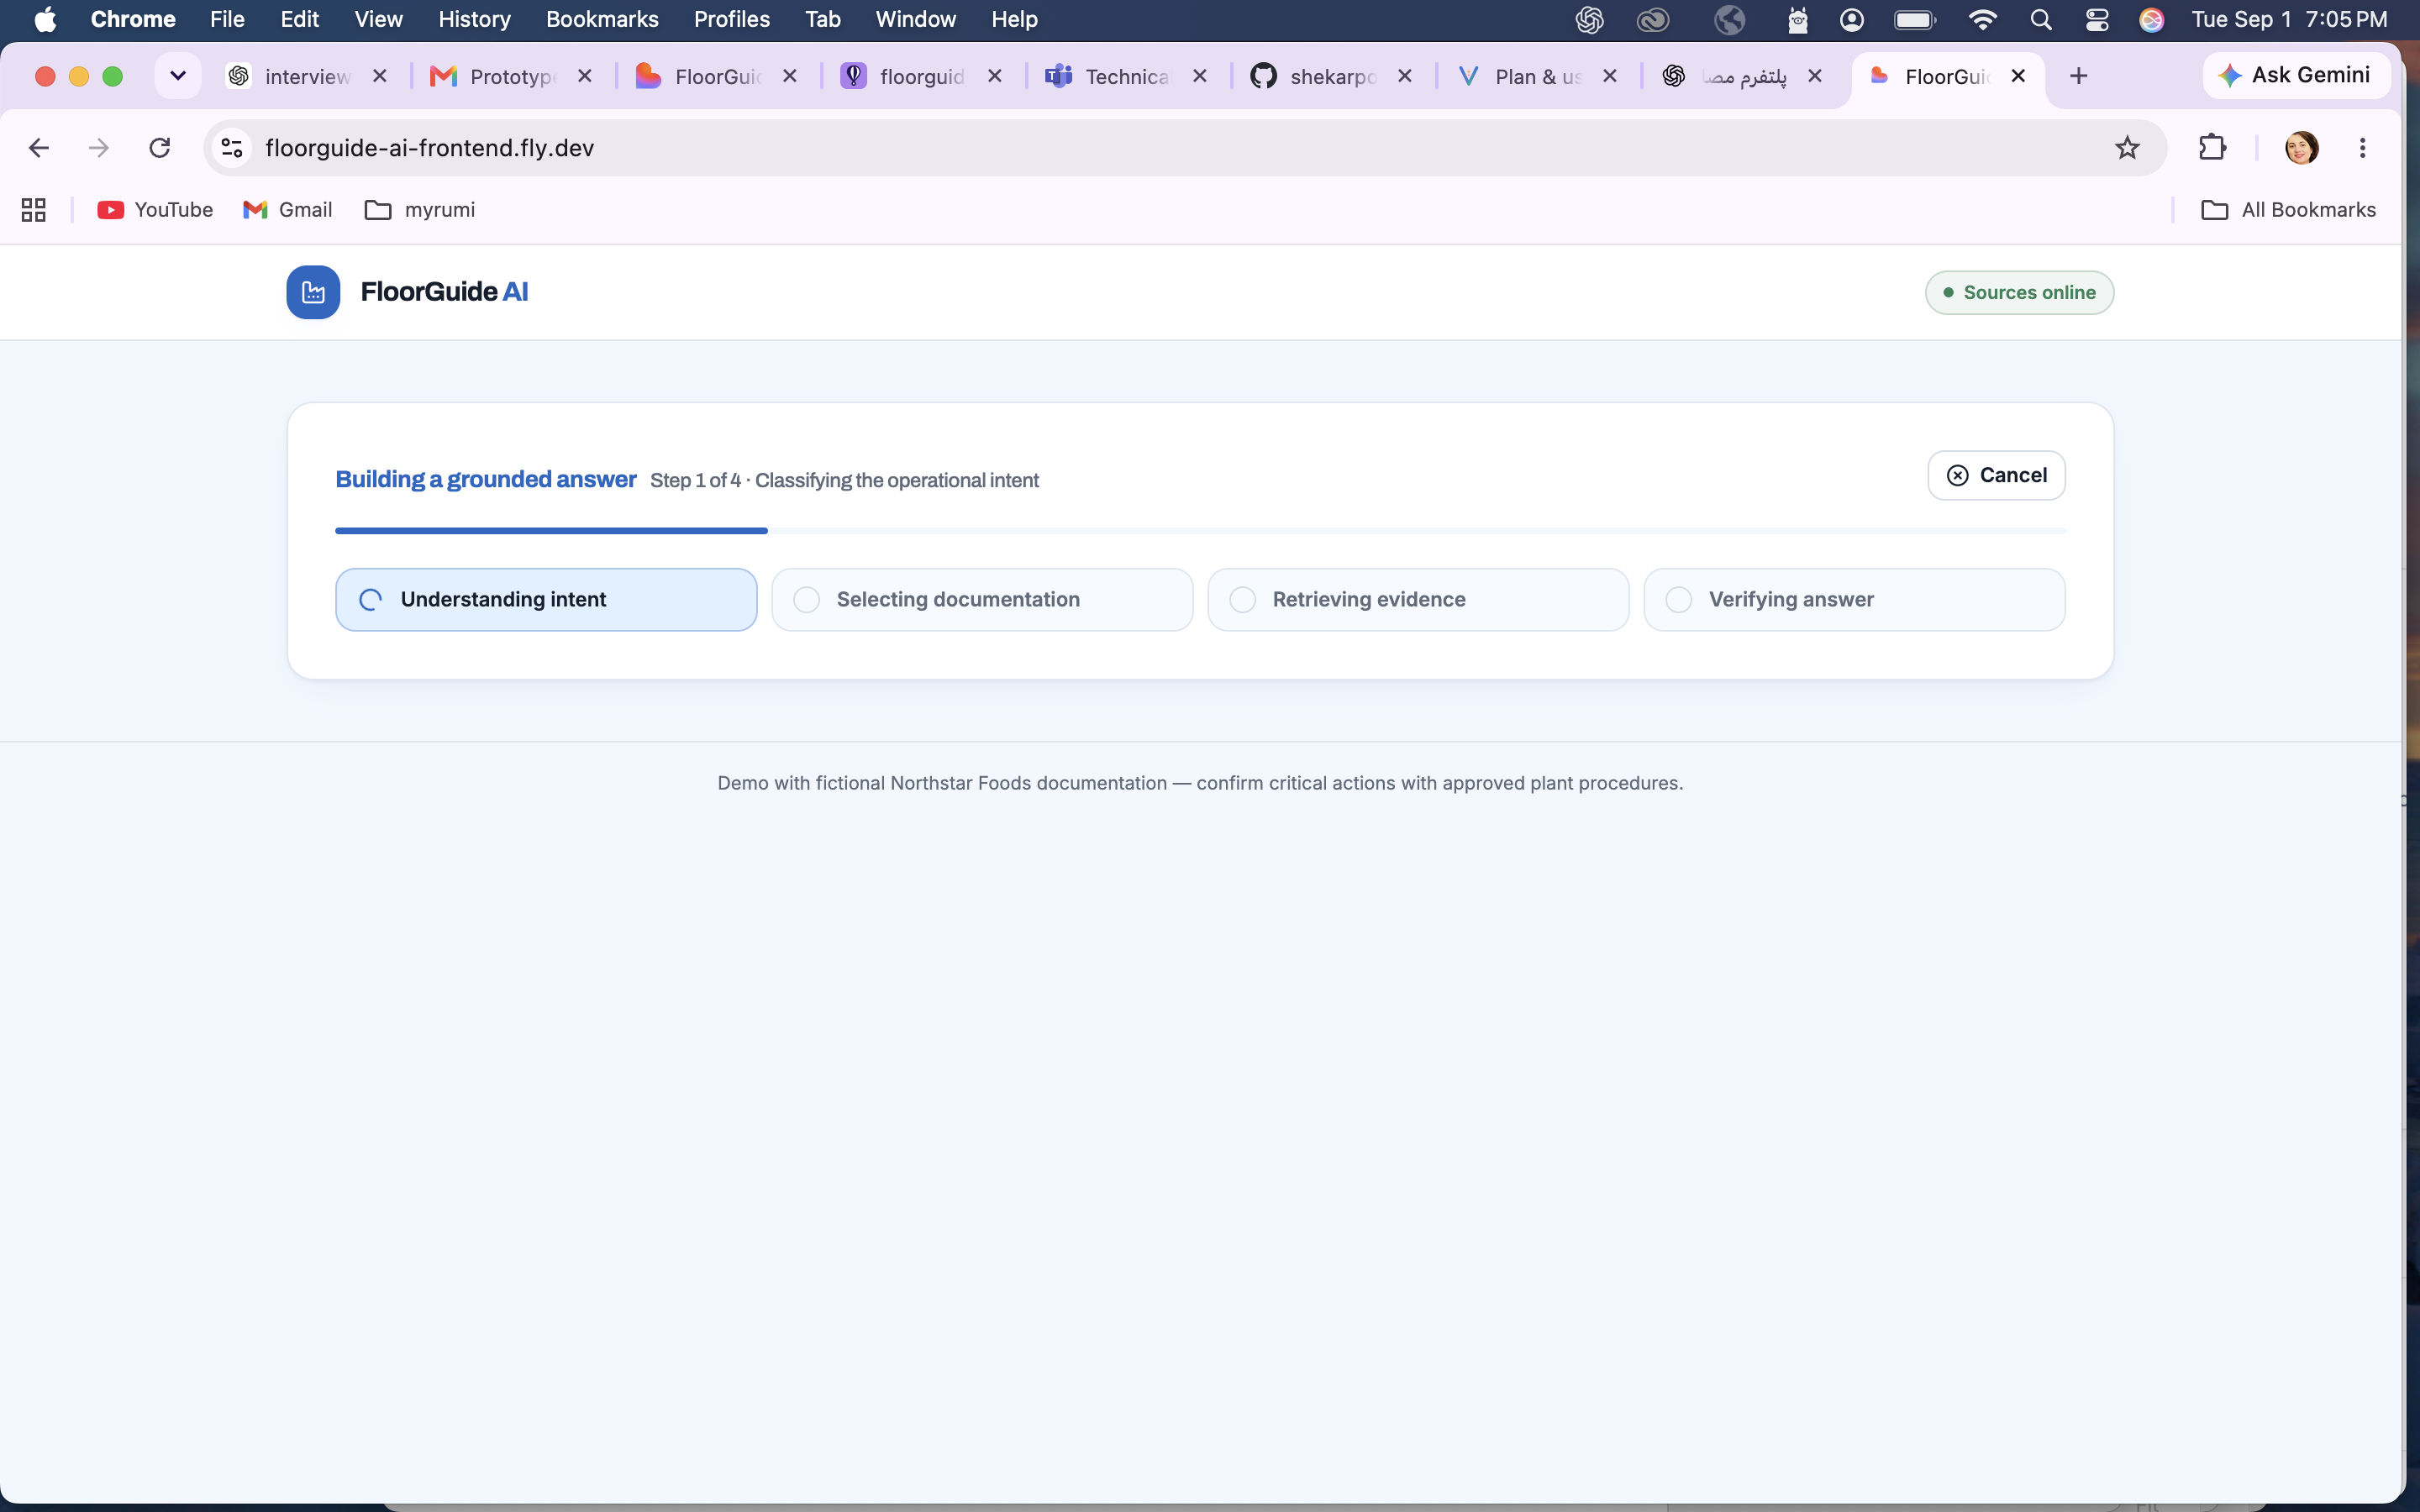 Chrome File Edit View History Bookmarks Profiles Tab Window Help Tue Sep 1 7:05 PM
interview Prototype FloorGui floorguid Technica shekarpo Plan & us پلتفرم مصا FloorGui Ask Gemini
floorguide-ai-frontend.fly.dev
YouTube Gmail myrumi All Bookmarks
FloorGuide AI Sources online
Building a grounded answer Step 1 of 4 · Classifying the operational intent Cancel
Understanding intent Selecting documentation Retrieving evidence Verifying answer
Demo with fictional Northstar Foods documentation — confirm critical actions with approved plant procedures.